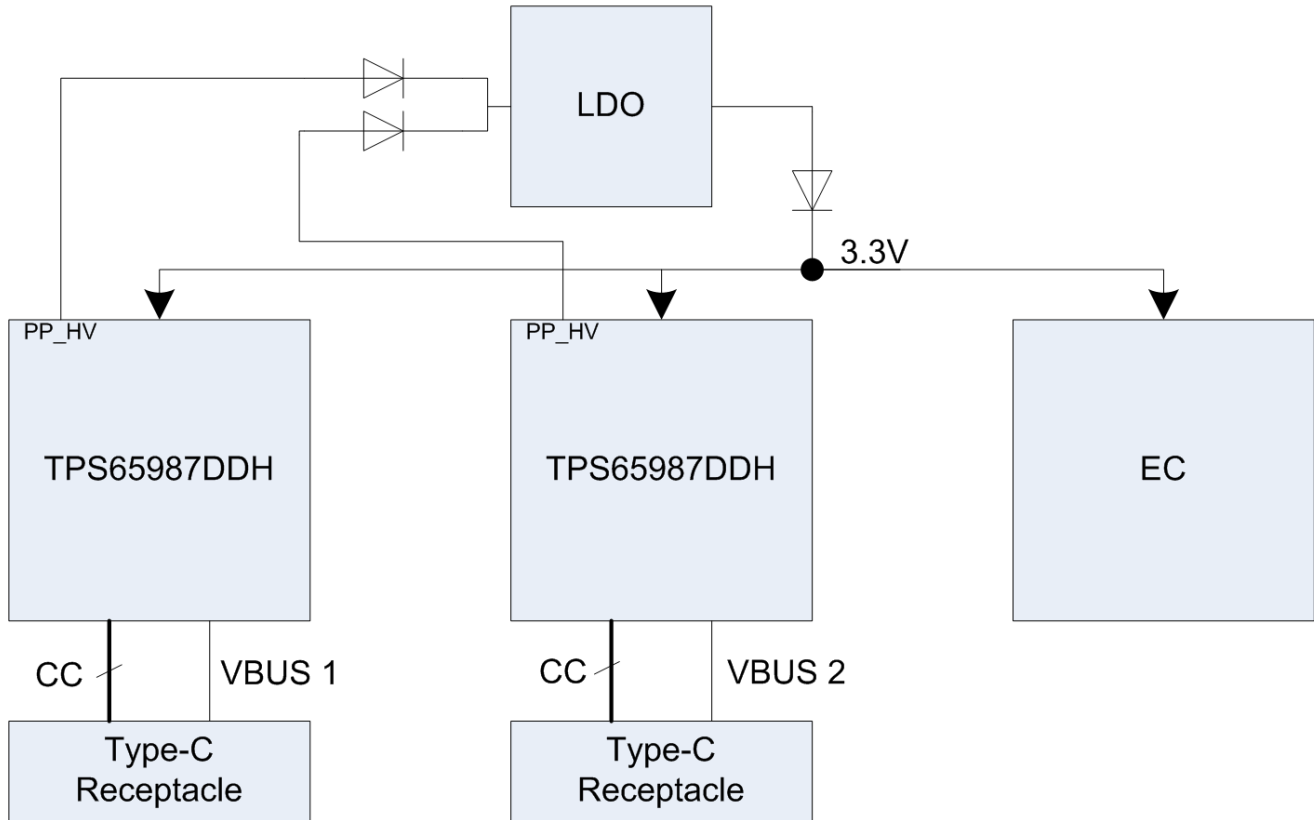 LDO
3.3V
PP_HV
PP_HV
TPS65987DDH
TPS65987DDH
EC
CC
VBUS 1
CC
VBUS 2
Type-C
Receptacle
Type-C
Receptacle